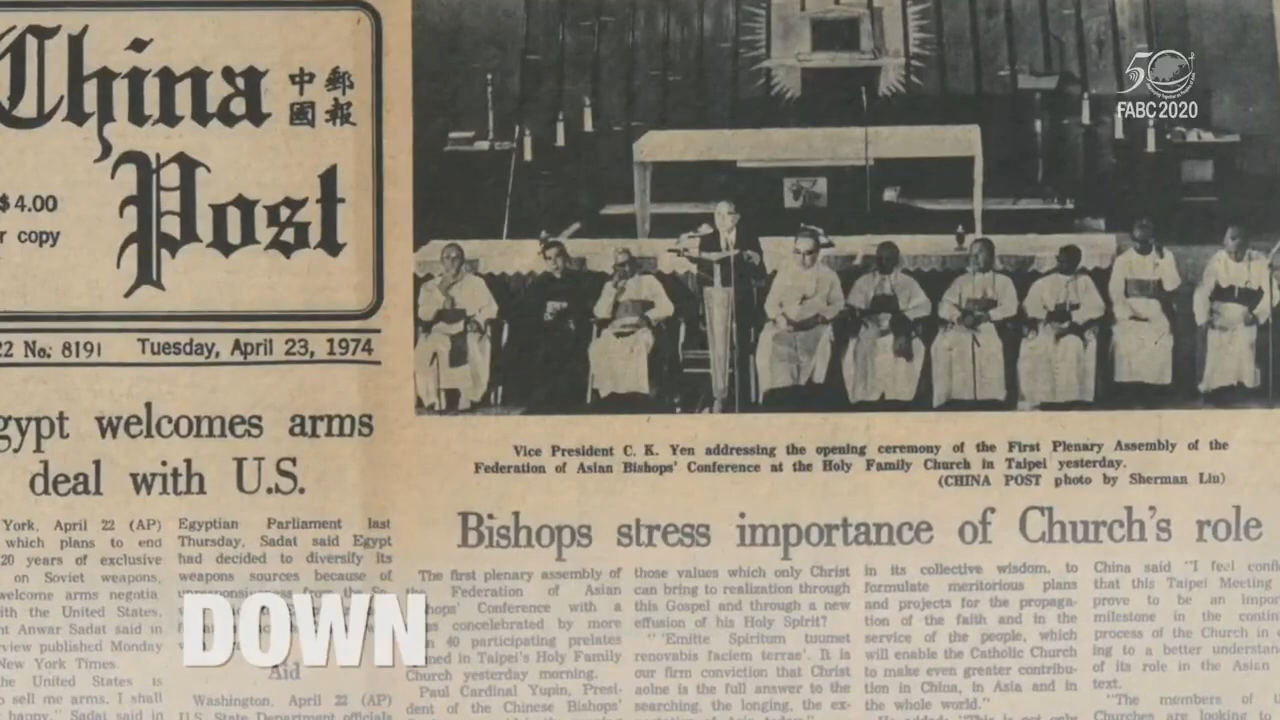 China
中郵
國報
Post
$4.00
copy
22 No: 8191 Tuesday, April 23, 1974
50
FABC 2020
Egypt welcomes arms
deal with U.S.
Vice President C. K. Yen addressing the opening ceremony of the First Plenary Assembly of the
Federation of Asian Bishops' Conference at the Holy Family Church in Taipei yesterday.
(CHINA POST photo by Sherman Liu)
Bishops stress importance of Church's role
York, April 22 (AP)
which plans to end
20 years of exclusive
on Soviet weapons,
welcome arms negotia
the United States,
Anwar Sadat said in
view published Monday
New York Times.
the United States is
sell me arms, I shall
happy," Sadat said in
Egyptian Parliament last
Thursday, Sadat said Egypt
had decided to diversify its
weapons sources because of
Aid
Washington, April 22 (AP)
U.S. State Department officials
DOWN
The first plenary assembly of
Federation of Asian
Bishops' Conference with a
concelebrated by more
40 participating prelates
in Taipei's Holy Family
Church yesterday morning.
Paul Cardinal Yupin, Presi-
dent of the Chinese Bishops'
those values which only Christ
can bring to realization through
this Gospel and through a new
effusion of his Holy Spirit?
"'Emitte Spiritum tuumet
renovabis faciem terrae'. It is
our firm conviction that Christ
aolne is the full answer to the
searching, the longing, the ex-
in its collective wisdom, to
formulate meritorious plans
and projects for the propaga-
tion of the faith and in the
service of the people, which
will enable the Catholic Church
to make even greater contribu-
tion in China, in Asia and in
the whole world."
China said "I feel
that this Taipei Meeting
prove to be an
milestone in the
process of the Church in
ing to a better
of its role in the Asian
text.
"The members of
Churches are looking to